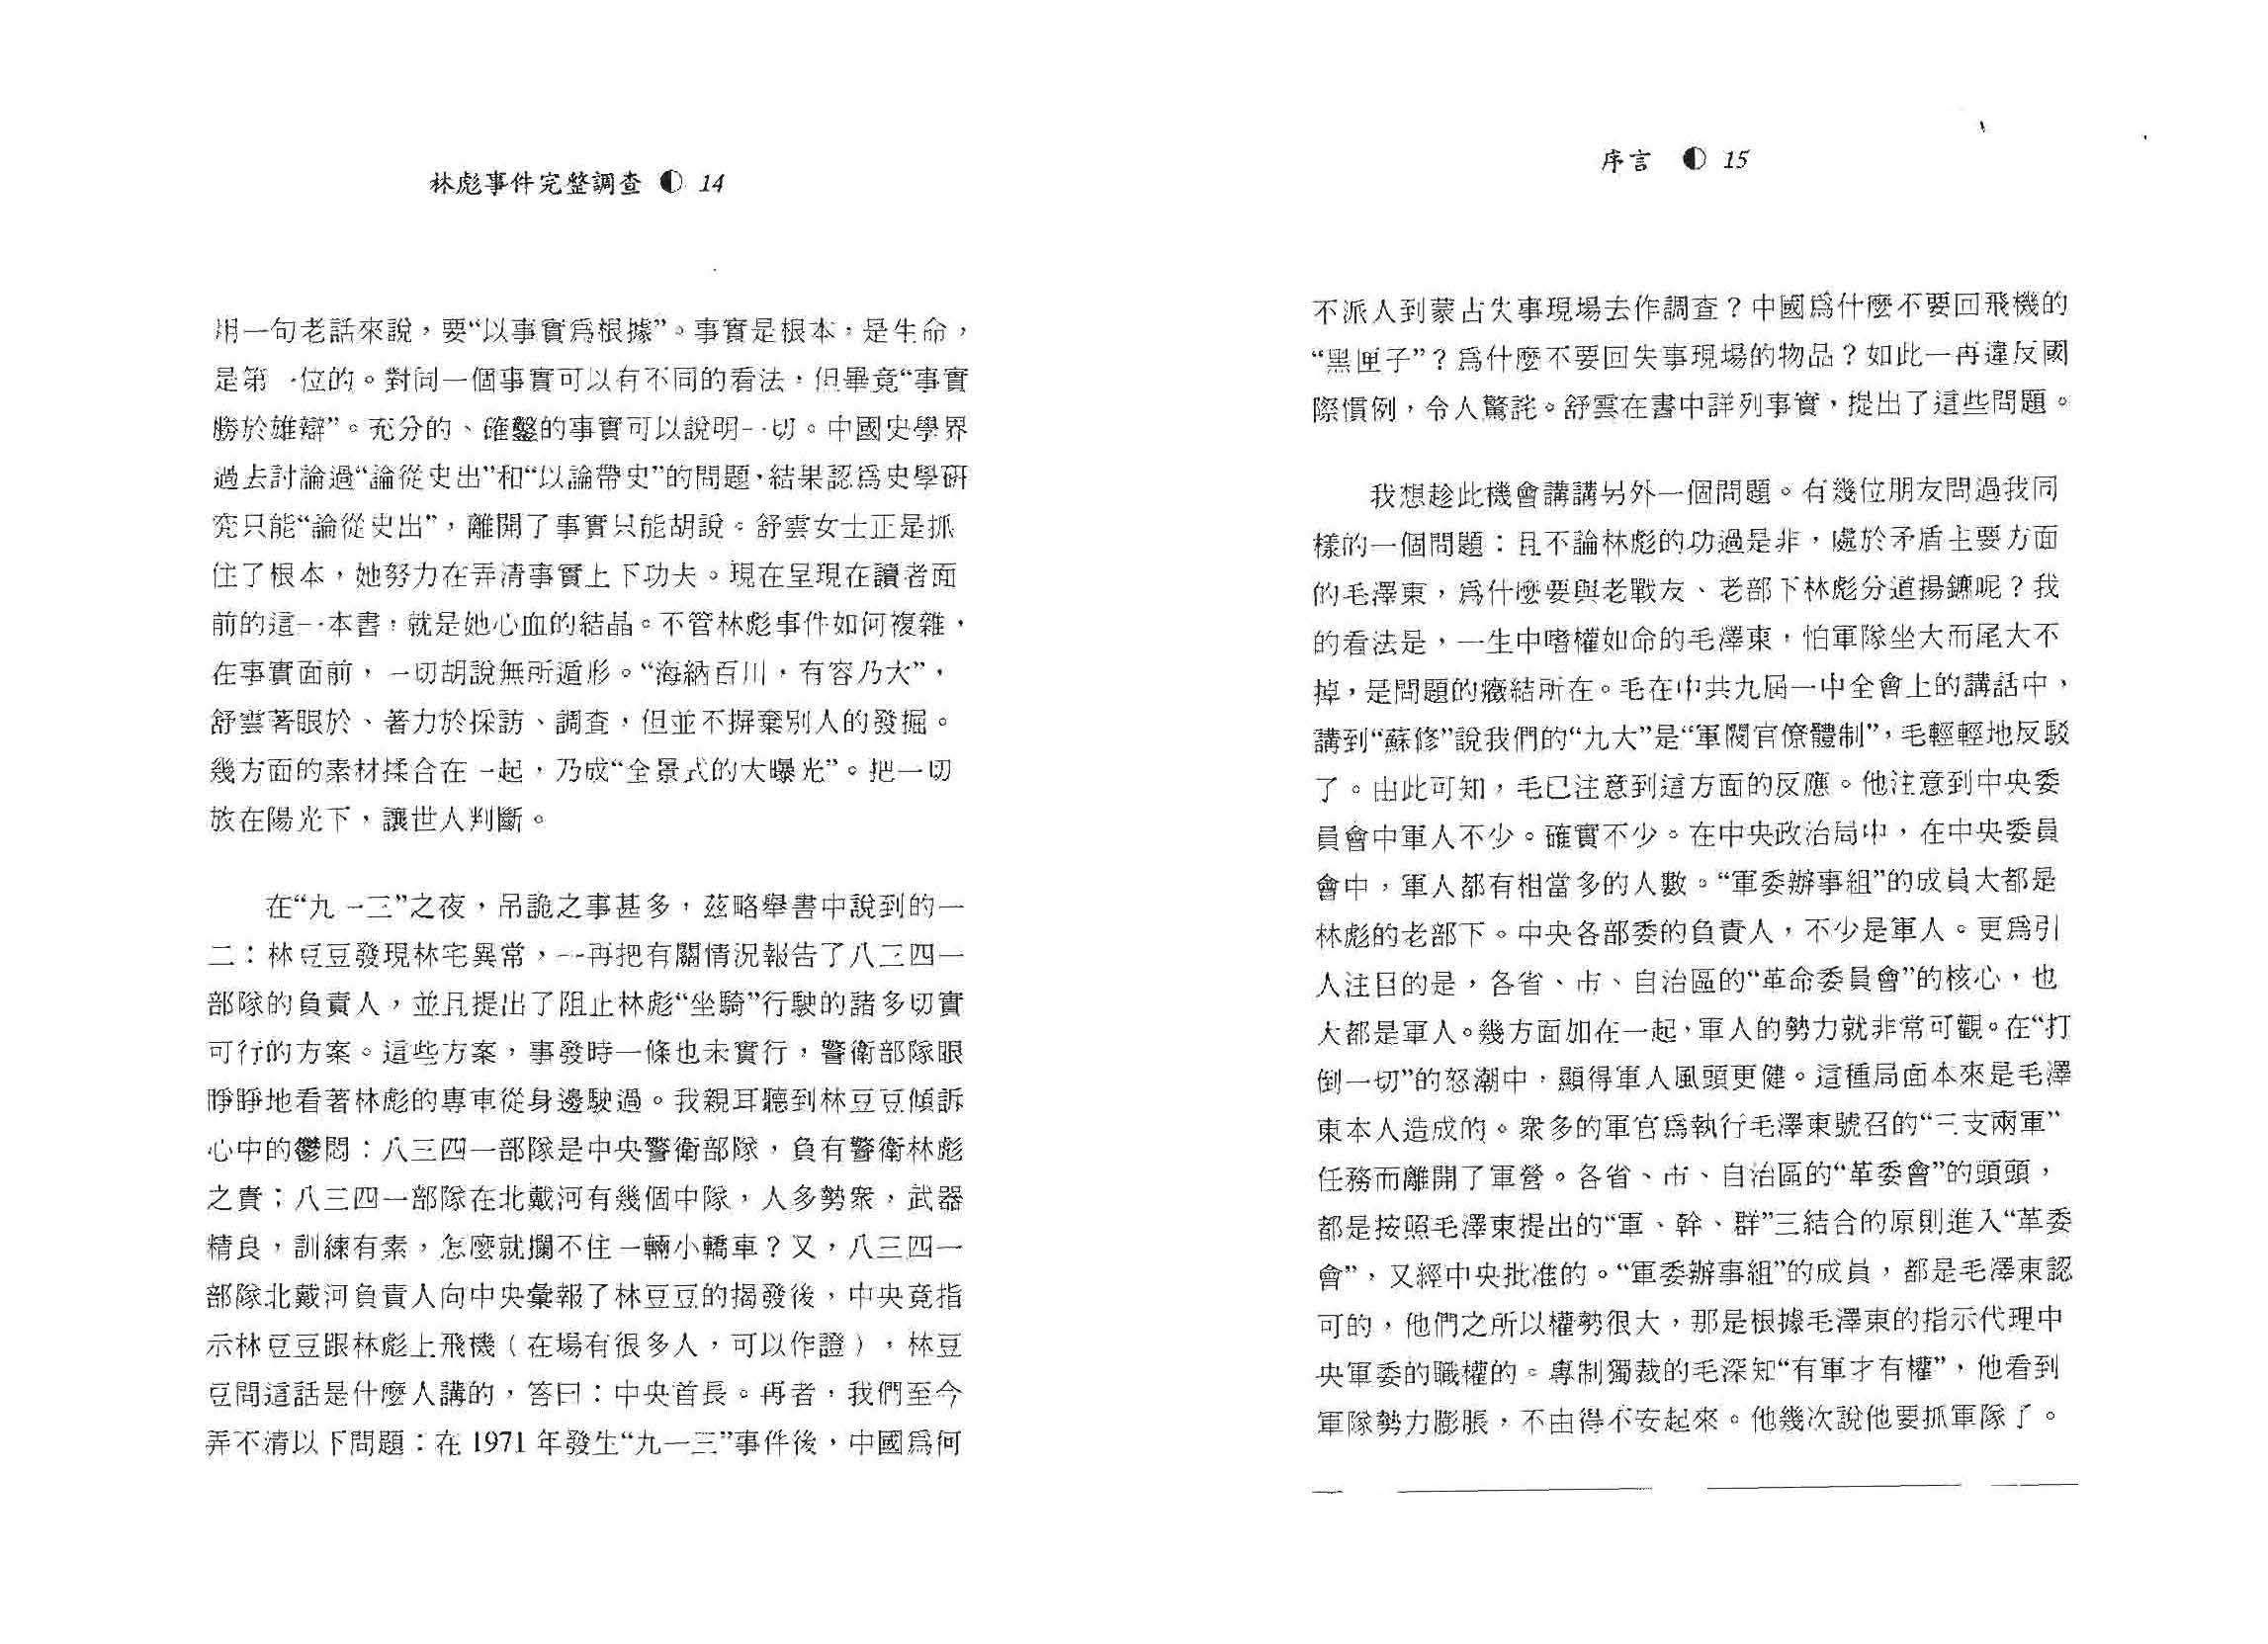 林彪事件完整調查 ◐ 14
用一句老話來說，要“以事實爲根據”。事實是根本，是生命，
是第一位的。對同一個事實可以有不同的看法，但畢竟“事實
勝於雄辯”。充分的、確鑿的事實可以說明一切。中國史學界
過去討論過“論從史出”和“以論帶史”的問題，結果認爲史學研
究只能“論從史出”，離開了事實只能胡說。舒雲女士正是抓
住了根本，她努力在弄清事實上下功夫。現在呈現在讀者面
前的這一本書，就是她心血的結晶。不管林彪事件如何複雜，
在事實面前，一切胡說無所遁形。“海納百川，有容乃大”，
舒雲著眼於、著力於採訪、調查，但並不摒棄別人的發掘。
幾方面的素材揉合在一起，乃成“全景式的大曝光”。把一切
放在陽光下，讓世人判斷。
在“九一三”之夜，吊詭之事甚多，茲略舉書中說到的一
二：林豆豆發現林宅異常，一再把有關情況報告了八三四一
部隊的負責人，並且提出了阻止林彪“坐騎”行駛的諸多切實
可行的方案。這些方案，事發時一條也未實行，警衛部隊眼
睜睜地看著林彪的專車從身邊駛過。我親耳聽到林豆豆傾訴
心中的鬱悶：八三四一部隊是中央警衛部隊，負有警衛林彪
之責；八三四一部隊在北戴河有幾個中隊，人多勢衆，武器
精良，訓練有素，怎麼就攔不住一輛小轎車？又，八三四一
部隊北戴河負責人向中央彙報了林豆豆的揭發後，中央竟指
示林豆豆跟林彪上飛機（在場有很多人，可以作證），林豆
豆問這話是什麼人講的，答曰：中央首長。再者，我們至今
弄不清以下問題：在 1971 年發生“九一三”事件後，中國爲何
序言 ◐ 15
不派人到蒙古失事現場去作調查？中國爲什麼不要回飛機的
“黑匣子”？爲什麼不要回失事現場的物品？如此一再違反國
際慣例，令人驚詫。舒雲在書中詳列事實，提出了這些問題。
我想趁此機會講講另外一個問題。有幾位朋友問過我同
樣的一個問題：且不論林彪的功過是非，處於矛盾主要方面
的毛澤東，爲什麼要與老戰友、老部下林彪分道揚鑣呢？我
的看法是，一生中嗜權如命的毛澤東，怕軍隊坐大而尾大不
掉，是問題的癥結所在。毛在中共九屆一中全會上的講話中，
講到“蘇修”說我們的“九大”是“軍閥官僚體制”，毛輕輕地反駁
了。由此可知，毛已注意到這方面的反應。他注意到中央委
員會中軍人不少。確實不少。在中央政治局中，在中央委員
會中，軍人都有相當多的人數。“軍委辦事組”的成員大都是
林彪的老部下。中央各部委的負責人，不少是軍人。更爲引
人注目的是，各省、市、自治區的“革命委員會”的核心，也
大都是軍人。幾方面加在一起，軍人的勢力就非常可觀。在“打
倒一切”的怒潮中，顯得軍人風頭更健。這種局面本來是毛澤
東本人造成的。衆多的軍官爲執行毛澤東號召的“三支兩軍”
任務而離開了軍營。各省、市、自治區的“革委會”的頭頭，
都是按照毛澤東提出的“軍、幹、群”三結合的原則進入“革委
會”，又經中央批准的。“軍委辦事組”的成員，都是毛澤東認
可的，他們之所以權勢很大，那是根據毛澤東的指示代理中
央軍委的職權的。專制獨裁的毛深知“有軍才有權”，他看到
軍隊勢力膨脹，不由得不安起來。他幾次說他要抓軍隊了。